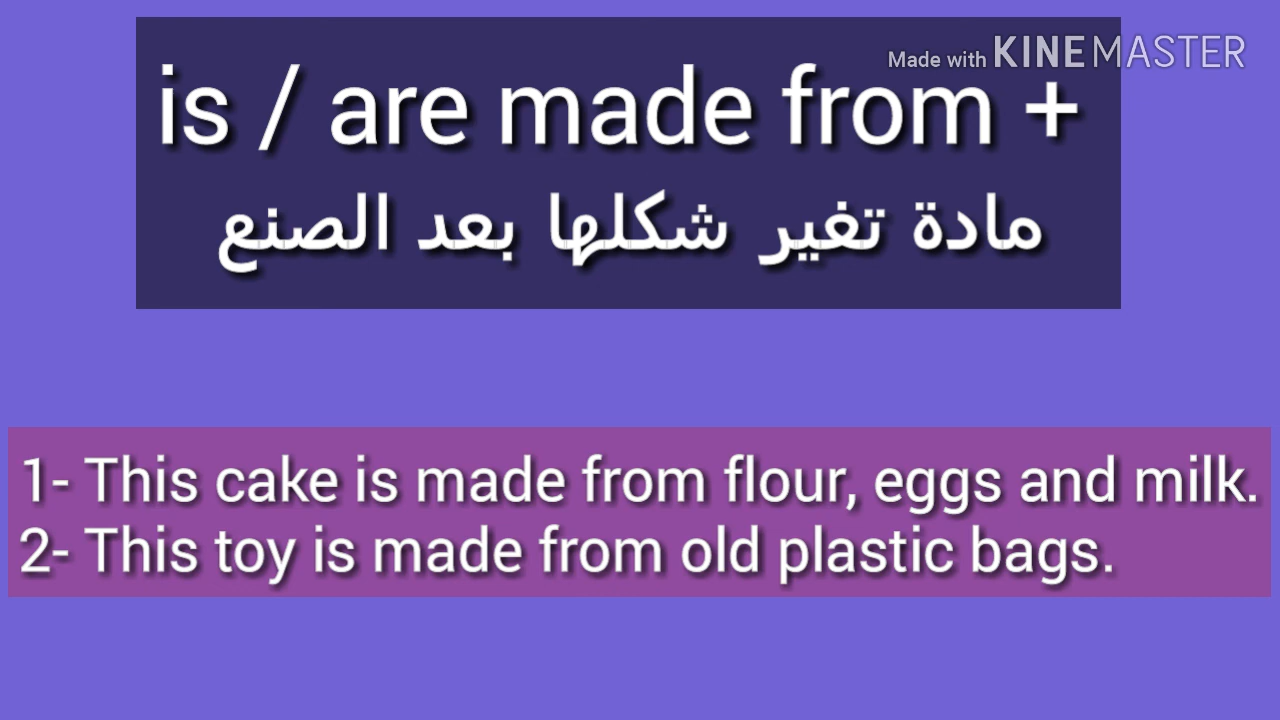 Made with KINEMASTER
is / are made from +
مادة تغير شكلها بعد الصنع
1- This cake is made from flour, eggs and milk.
2- This toy is made from old plastic bags.